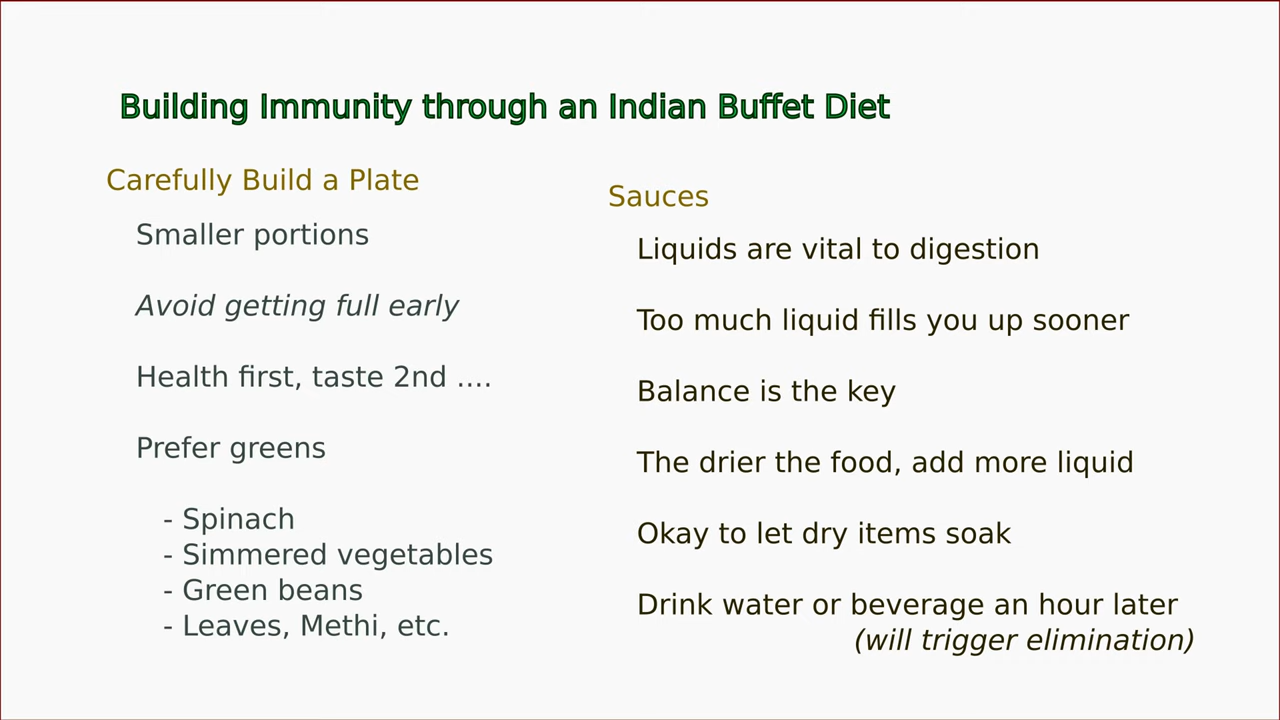 Building Immunity through an Indian Buffet Diet
Carefully Build a Plate
Smaller portions
Avoid getting full early
Health first, taste 2nd ....
Prefer greens
- Spinach
- Simmered vegetables
- Green beans
- Leaves, Methi, etc.
Sauces
Liquids are vital to digestion
Too much liquid fills you up sooner
Balance is the key
The drier the food, add more liquid
Okay to let dry items soak
Drink water or beverage an hour later
(will trigger elimination)